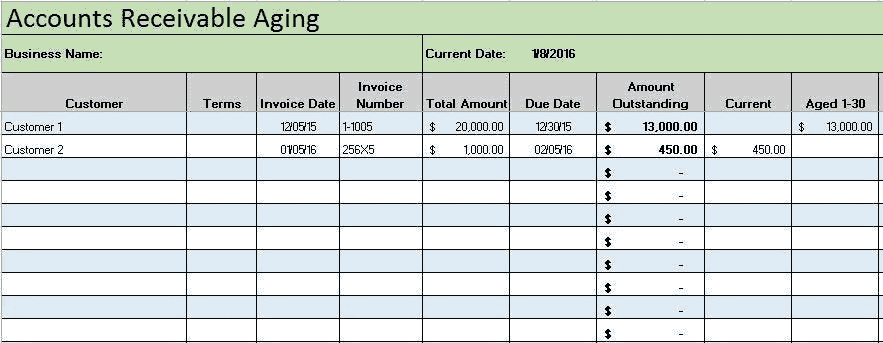 Accounts Receivable Aging
Business Name: Current Date: 1/8/2016
Customer Terms Invoice Date Invoice Number Total Amount Due Date Amount Outstanding Current Aged 1-30
Customer 1 12/05/15 1-1005 $ 20,000.00 12/30/15 $ 13,000.00 $ 13,000.00
Customer 2 01/05/16 256X5 $ 1,000.00 02/05/16 $ 450.00 $ 450.00
$ -
$ -
$ -
$ -
$ -
$ -
$ -
$ -